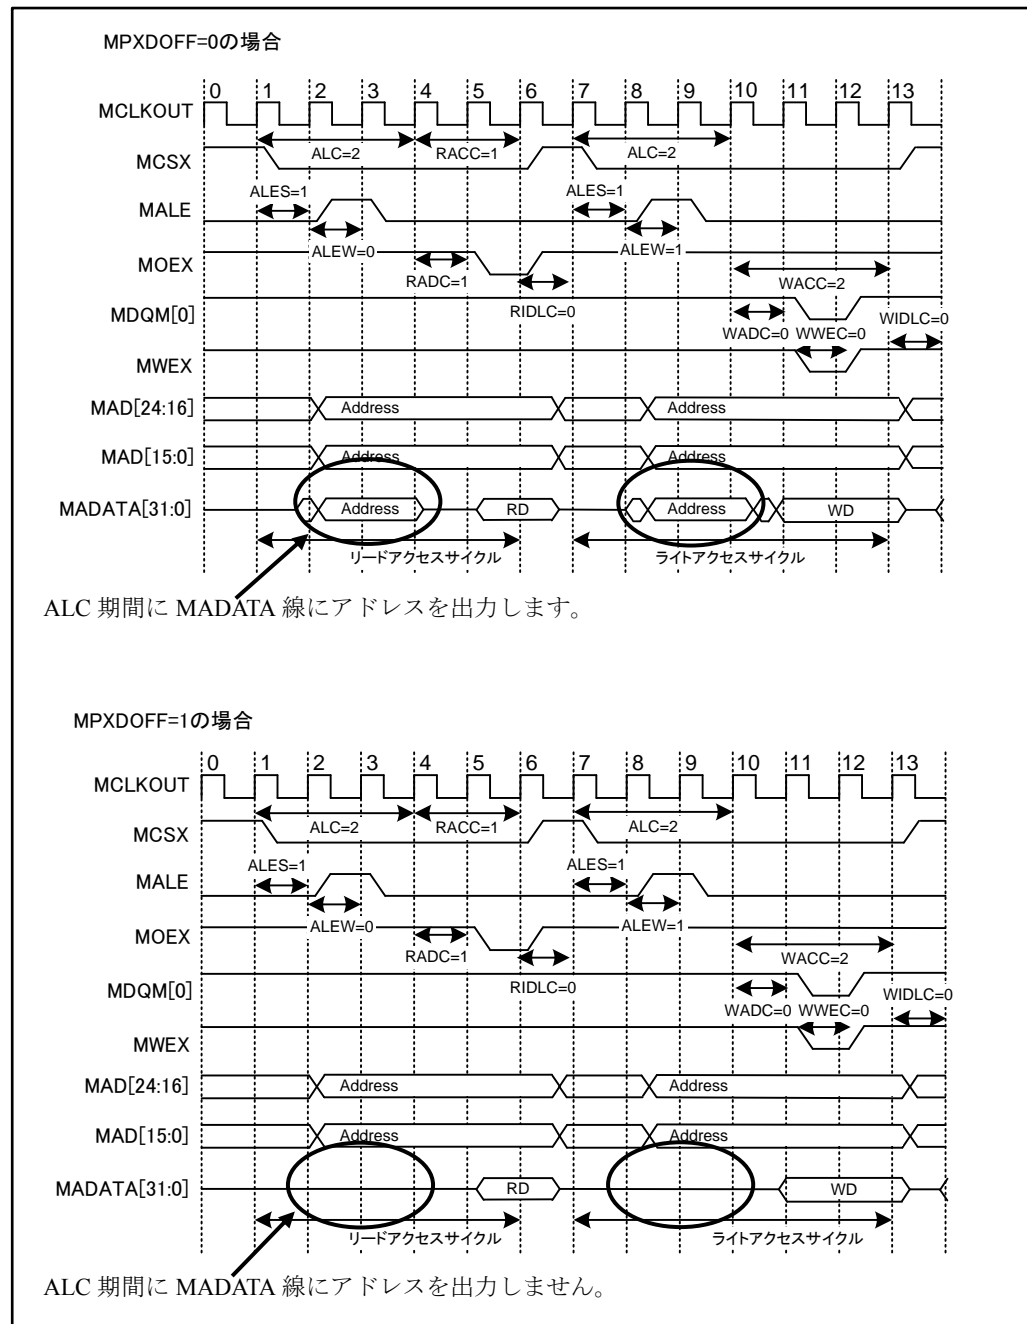 MPXDOFF=0の場合
0 1 2 3 4 5 6 7 8 9 10 11 12 13
MCLKOUT
ALC=2 RACC=1 ALC=2
MCSX
ALES=1 ALES=1
MALE
ALEW=0 ALEW=1
MOEX
RADC=1 WACC=2
RIDLC=0
MDQM[0]
WADC=0 WWEC=0 WIDLC=0
MWEX
MAD[24:16] Address Address
MAD[15:0] Address Address
MADATA[31:0] Address RD Address WD
リードアクセスサイクル ライトアクセスサイクル
ALC 期間に MADATA 線にアドレスを出力します。
MPXDOFF=1の場合
0 1 2 3 4 5 6 7 8 9 10 11 12 13
MCLKOUT
ALC=2 RACC=1 ALC=2
MCSX
ALES=1 ALES=1
MALE
ALEW=0 ALEW=1
MOEX
RADC=1 WACC=2
RIDLC=0
MDQM[0]
WADC=0 WWEC=0 WIDLC=0
MWEX
MAD[24:16] Address Address
MAD[15:0] Address Address
MADATA[31:0] RD WD
リードアクセスサイクル ライトアクセスサイクル
ALC 期間に MADATA 線にアドレスを出力しません。